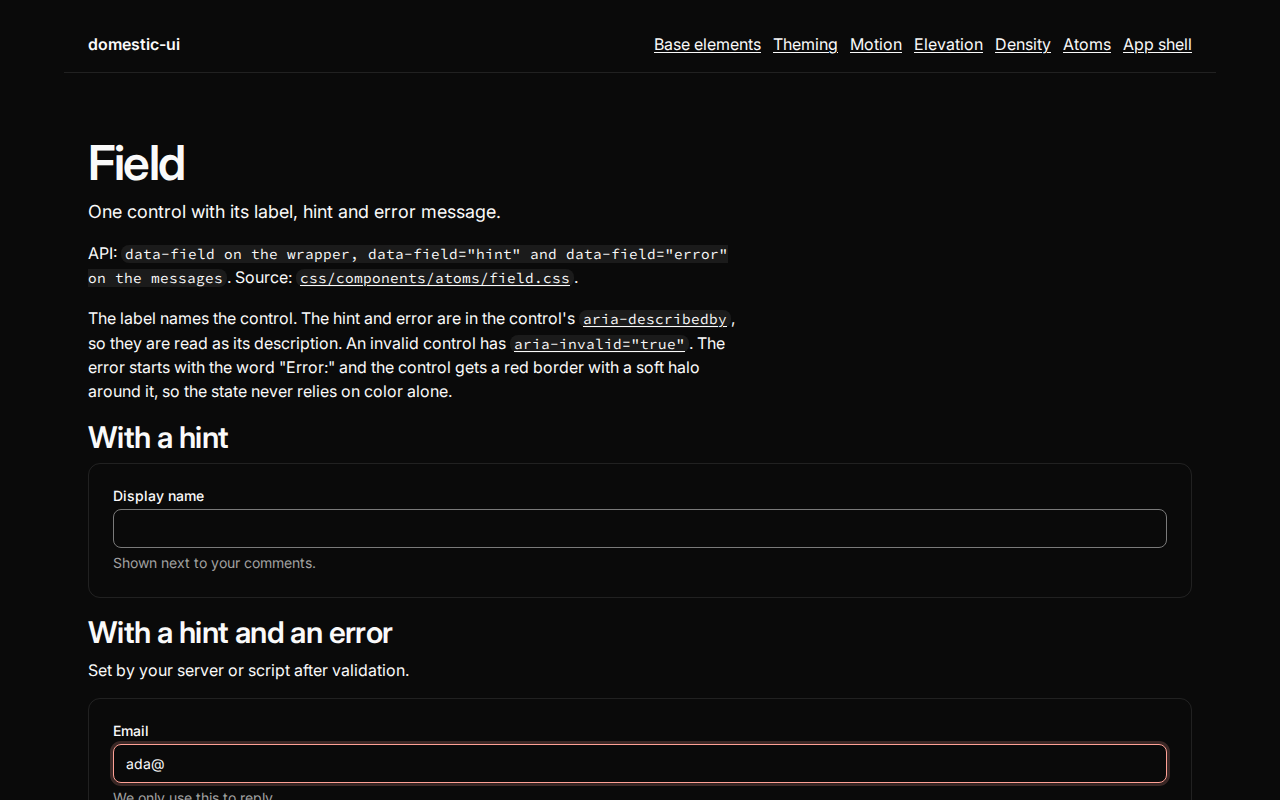 domestic-ui
Base elements Theming Motion Elevation Density Atoms App shell
Field
One control with its label, hint and error message.
API: data-field on the wrapper, data-field="hint" and data-field="error"
on the messages. Source: css/components/atoms/field.css.
The label names the control. The hint and error are in the control's aria-describedby,
so they are read as its description. An invalid control has aria-invalid="true". The
error starts with the word "Error:" and the control gets a red border with a soft halo
around it, so the state never relies on color alone.
With a hint
Display name
Shown next to your comments.
With a hint and an error
Set by your server or script after validation.
Email
ada@
We only use this to reply.